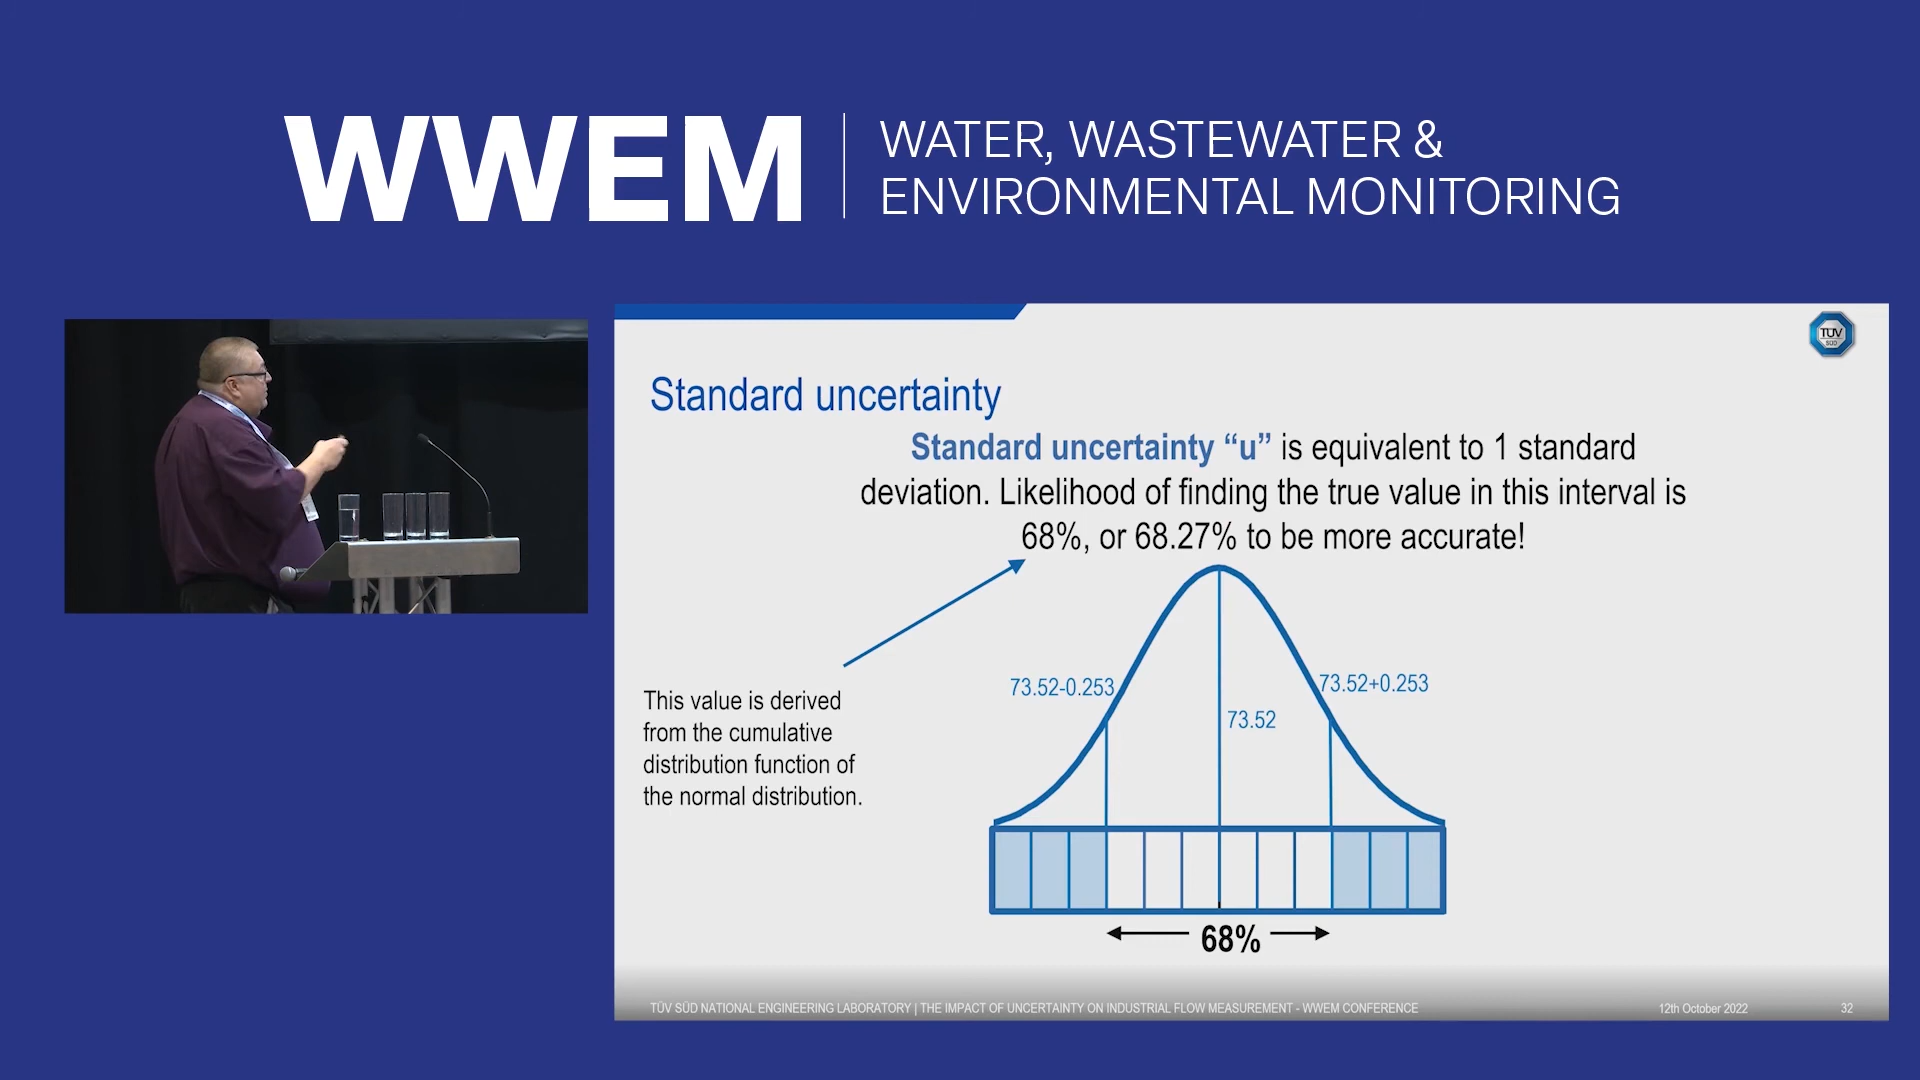 WWEM
WATER, WASTEWATER &
ENVIRONMENTAL MONITORING
TÜV
SÜD
Standard uncertainty
Standard uncertainty “u” is equivalent to 1 standard
deviation. Likelihood of finding the true value in this interval is
68%, or 68.27% to be more accurate!
This value is derived
from the cumulative
distribution function of
the normal distribution.
73.52-0.253
73.52+0.253
73.52
68%
TÜV SÜD NATIONAL ENGINEERING LABORATORY | THE IMPACT OF UNCERTAINTY ON INDUSTRIAL FLOW MEASUREMENT - WWEM CONFERENCE
12th October 2022
32